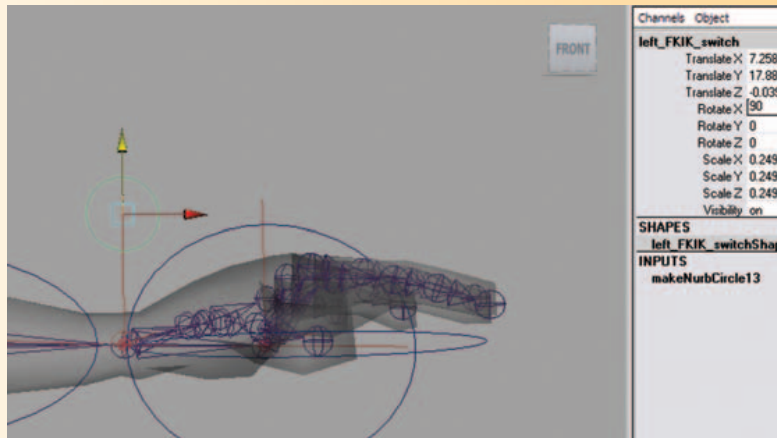 FRONT
Channels Object
left_FKIK_switch
Translate X 7.258
Translate Y 17.88
Translate Z -0.039
Rotate X 90
Rotate Y 0
Rotate Z 0
Scale X 0.249
Scale Y 0.249
Scale Z 0.249
Visibility on
SHAPES
left_FKIK_switchShap
INPUTS
makeNurbCircle13